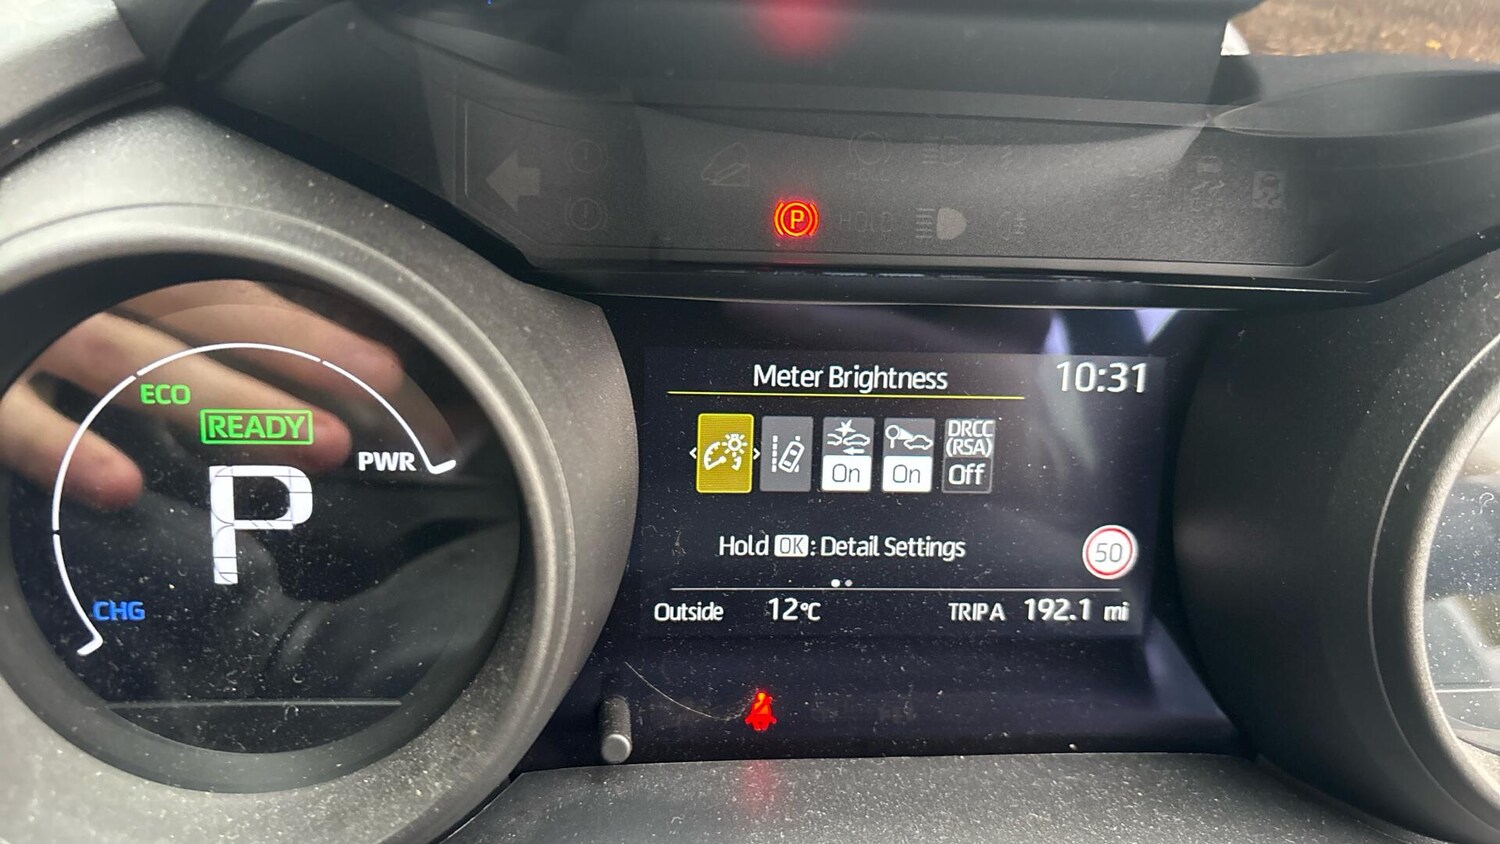 P
HOLD
ECO
READY
PWR
P
CHG
Meter Brightness
10:31
On
On
DRCC
(RSA)
Off
Hold OK: Detail Settings
50
Outside 12°C
TRIP A 192.1 mi